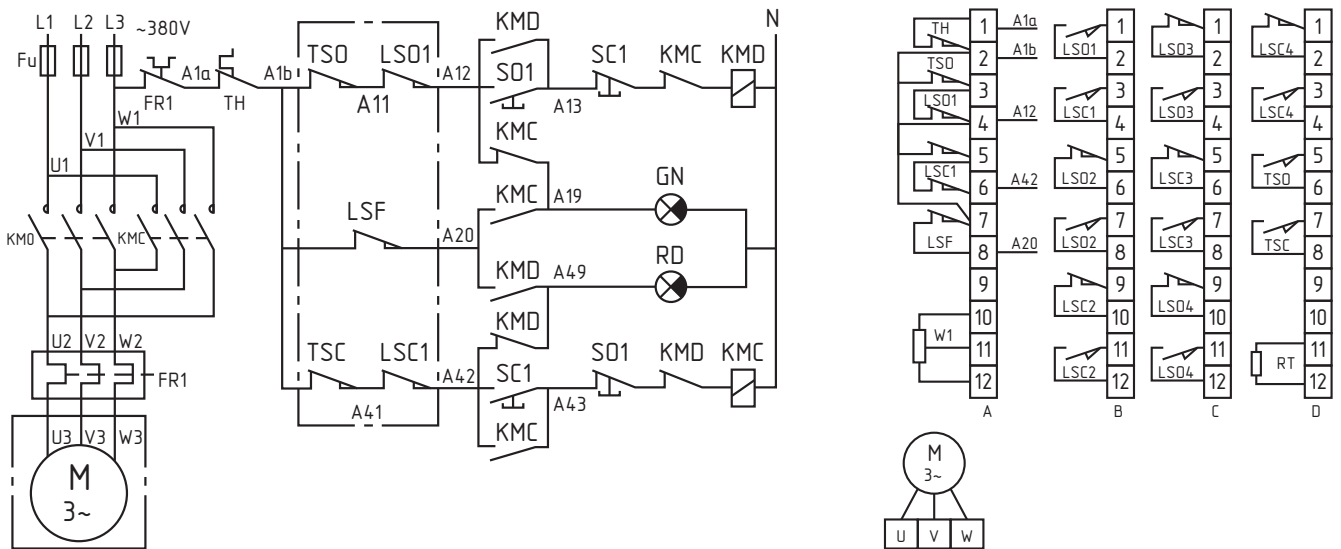 L1 L2 L3 ~380V
Fu
A1a
A1b
FR1
TH
W1
V1
U1
KMO
KMC
U2 V2 W2
FR1
U3 V3 W3
M
3~
TSO LSO1
A11
A12
KMD
SO1
A13
SC1 KMC KMD
N
KMC
LSF
A20
KMC
A19
GN
KMD
A49
RD
KMD
TSC LSC1
A41
A42
SC1
A43
KMC
SO1 KMD KMC
TH
TSO
LSO1
LSC1
LSF
W1
1
2
3
4
5
6
7
8
9
10
11
12
A
A1a
A1b
A12
A42
A20
LSO1
LSC1
LSO2
LSO2
LSC2
LSC2
1
2
3
4
5
6
7
8
9
10
11
12
B
LSO3
LSO3
LSC3
LSC3
LSO4
LSO4
1
2
3
4
5
6
7
8
9
10
11
12
C
LSC4
LSC4
TSO
TSC
RT
1
2
3
4
5
6
7
8
9
10
11
12
D
M
3~
U V W